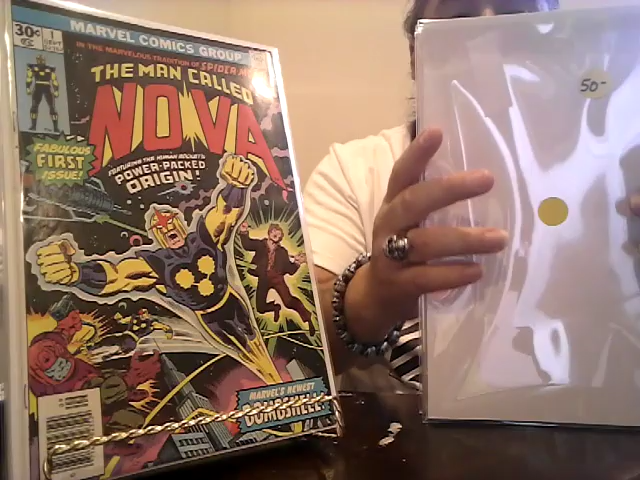 30¢
1
MARVEL COMICS GROUP
IN THE MARVELOUS TRADITION OF SPIDER-MAN
THE MAN CALLED
NOVA
FABULOUS
FIRST
ISSUE!
FEATURING THE HUMAN ROCKET'S
POWER-PACKED
ORIGIN!
MARVEL'S NEWEST
BOMBSHELL!
50-